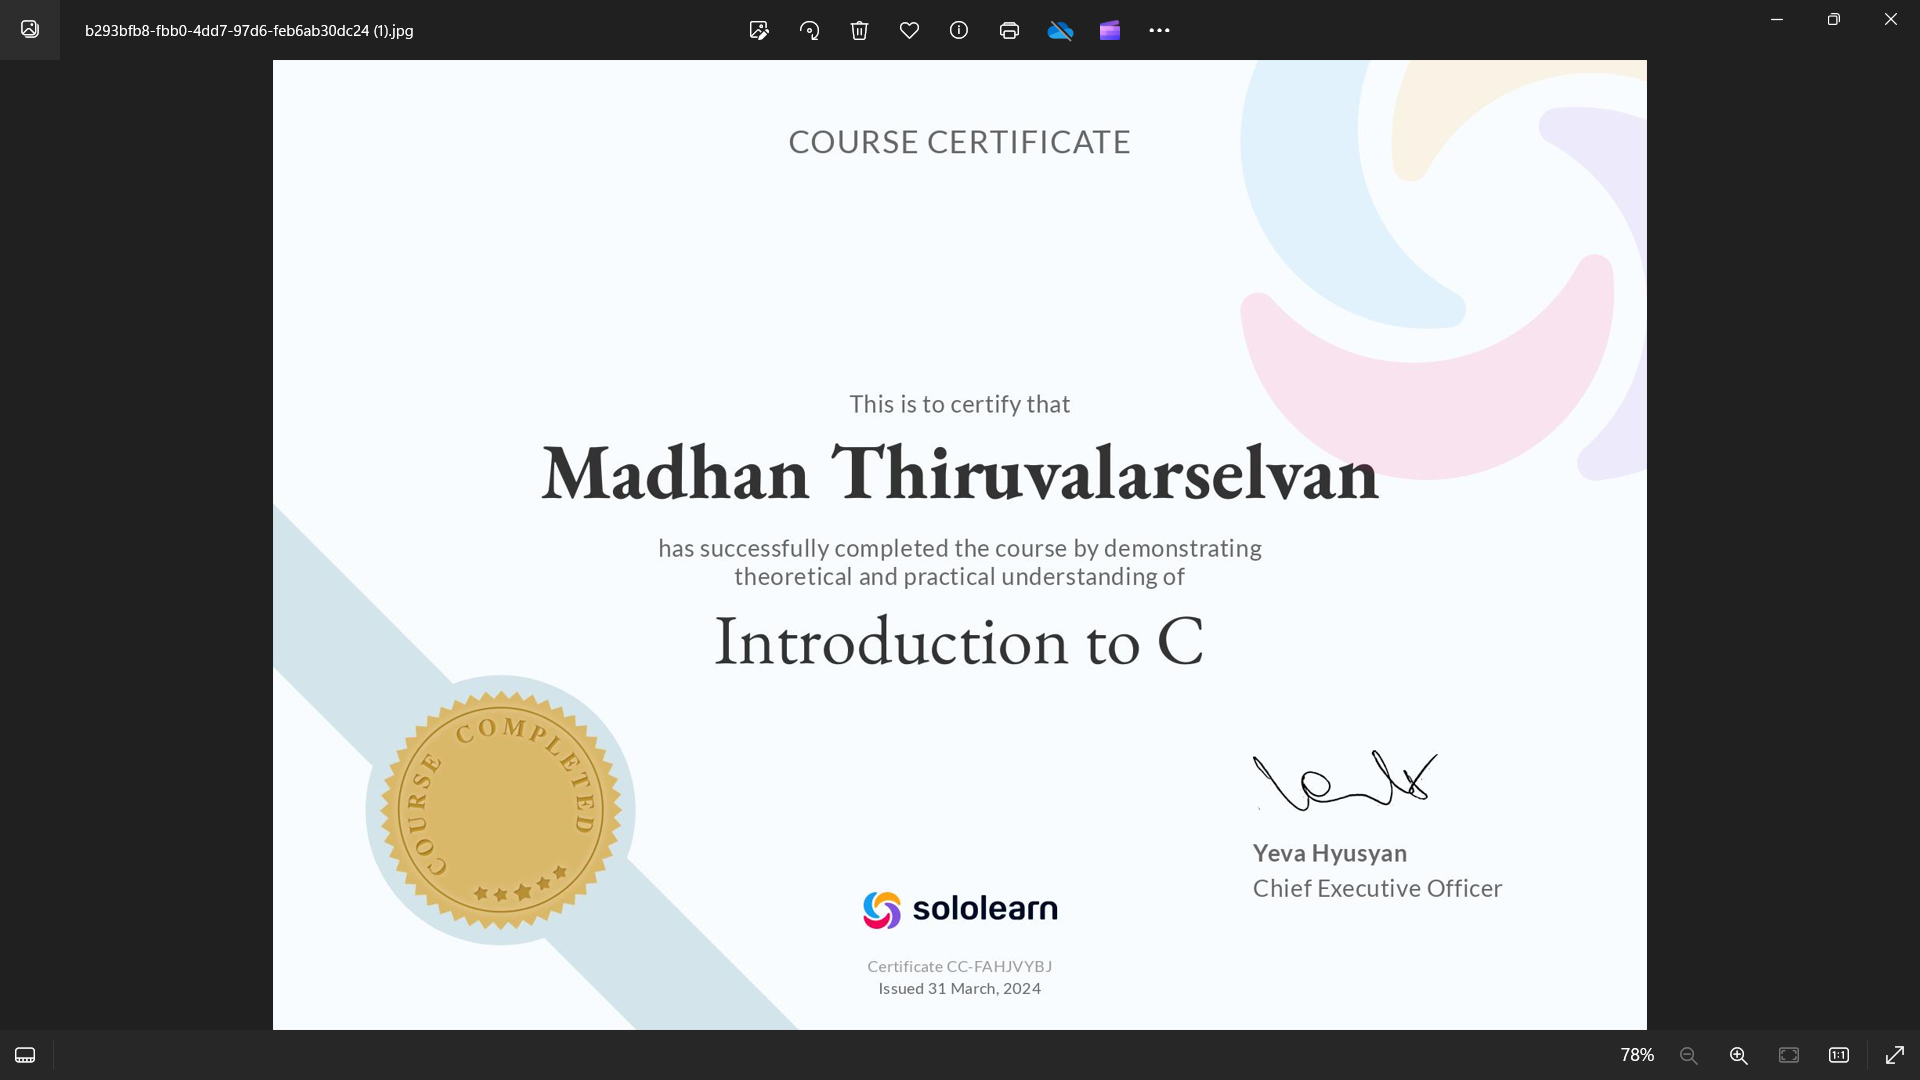 b293bfb8-fbb0-4dd7-97d6-feb6ab30dc24 (1).jpg
COURSE CERTIFICATE
This is to certify that
Madhan Thiruvalarselvan
has successfully completed the course by demonstrating
theoretical and practical understanding of
Introduction to C
COURSE COMPLETED
Yeva Hyusyan
Chief Executive Officer
sololearn
Certificate CC-FAHJVYBJ
Issued 31 March, 2024
78%
1:1